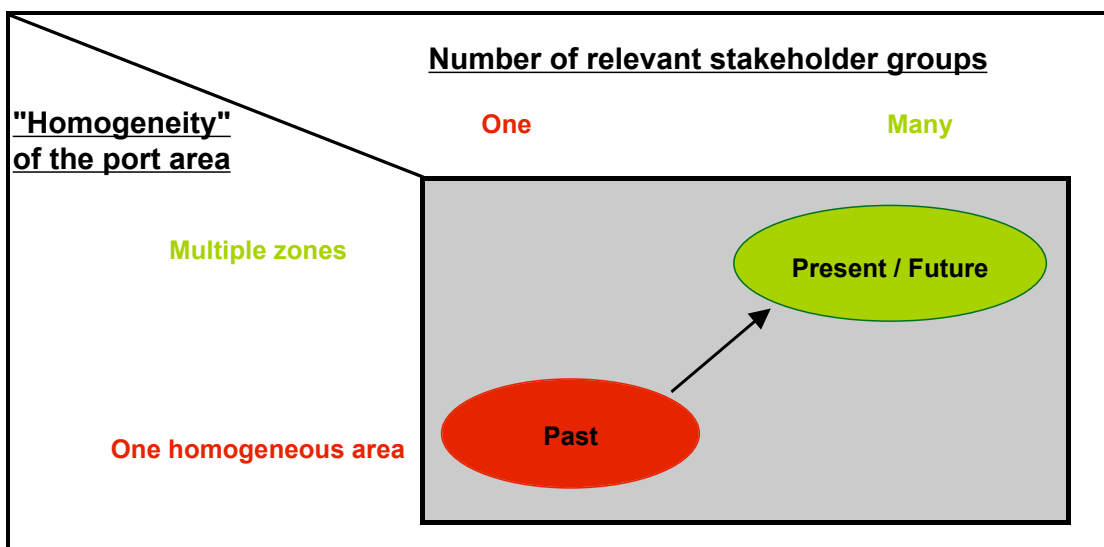 Number of relevant stakeholder groups
"Homogeneity"
of the port area
One
Many
Multiple zones
Present / Future
One homogeneous area
Past